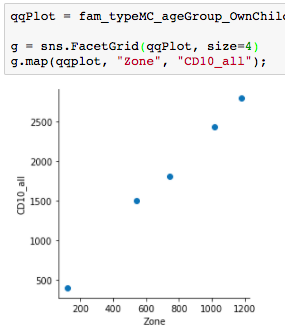 qqPlot = fam_typeMC_ageGroup_OwnChil
g = sns.FacetGrid(qqPlot, size=4)
g.map(qqplot, "Zone", "CD10_all");
2500
2000
1500
1000
500
CD10_all
200 400 600 800 1000 1200
Zone